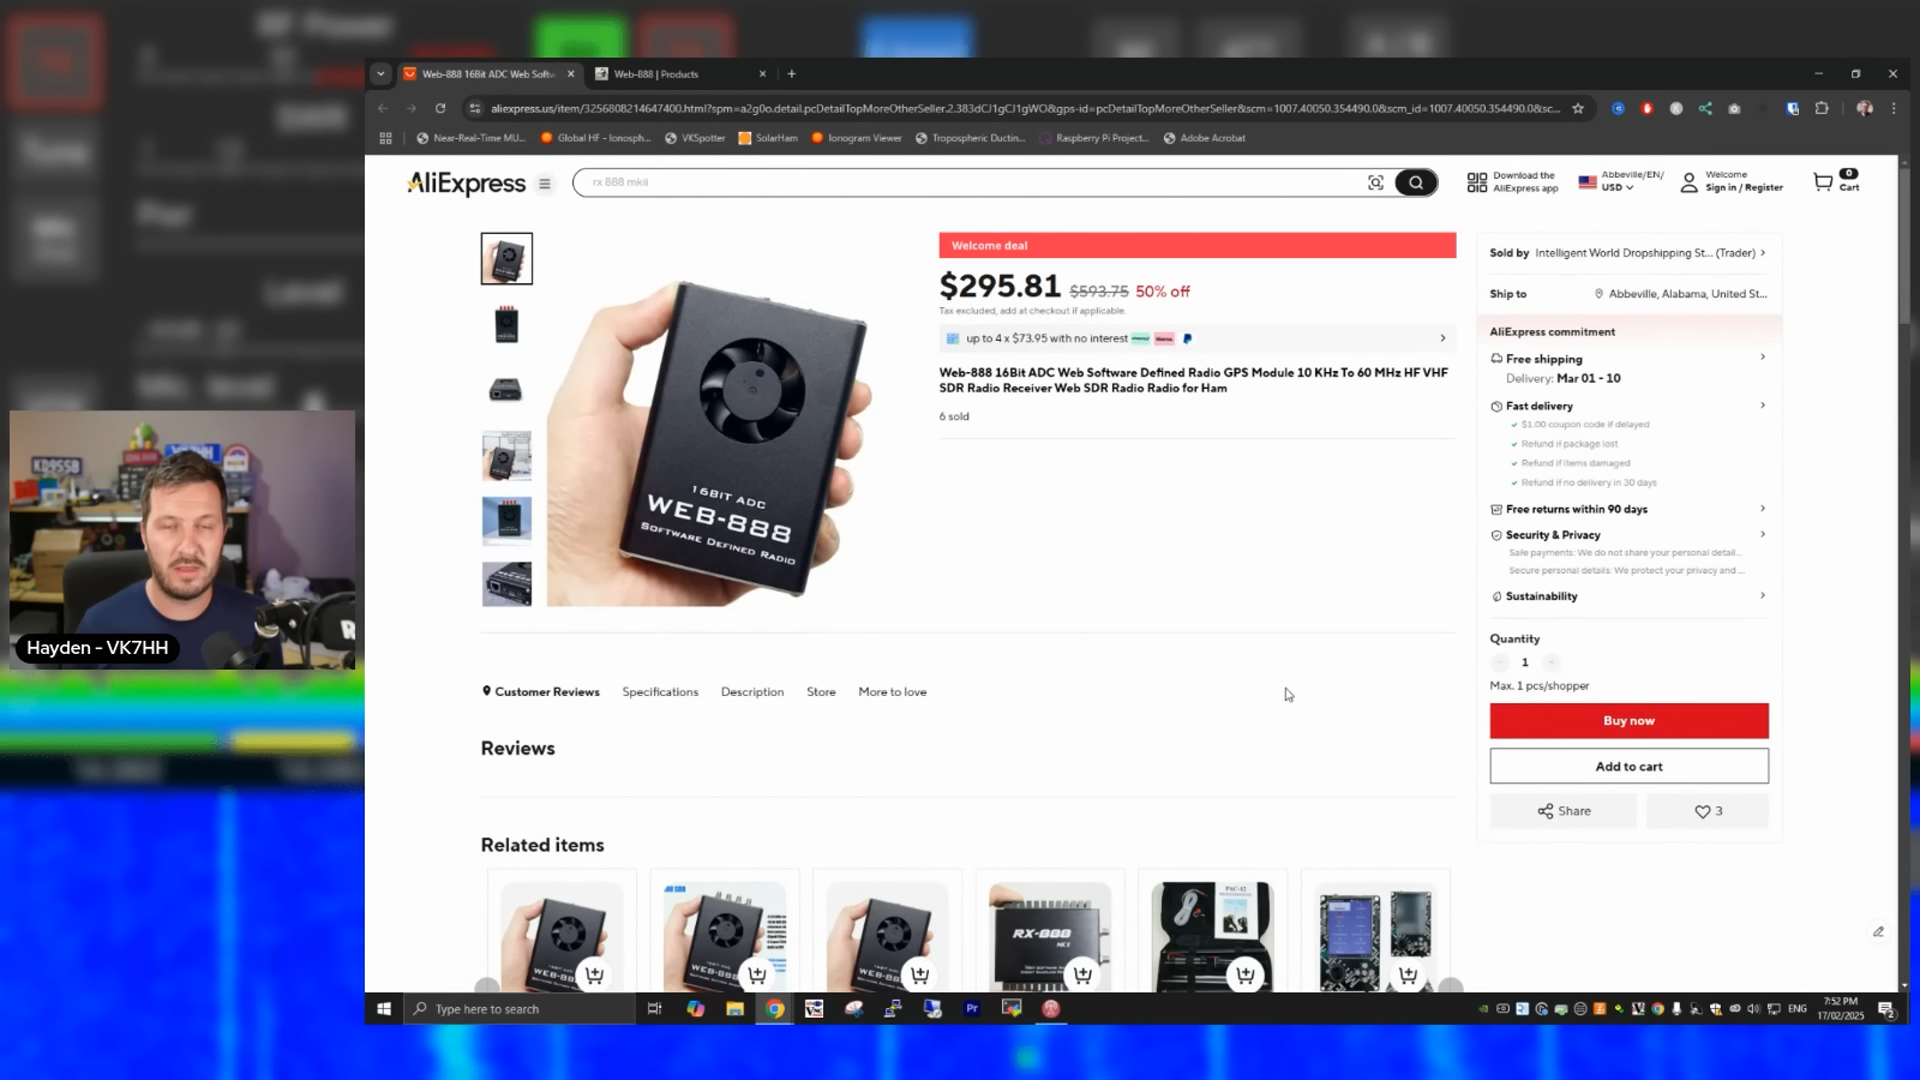 RF Power
SWR
Tune
Level
Web-888 16Bit ADC Web Softw
Web-888 | Products
aliexpress.us/item/3256808214647400.html?spm=a2g0o.detail.pcDetailTopMoreOtherSeller.2.383dCJ1gCJ1gWO&gps-id=pcDetailTopMoreOtherSeller&scm=1007.40050.354490.0&scm_id=1007.40050.354490.0&sc...
Near-Real-Time MU...
Global HF - Ionosph...
VKSpotter
SolarHam
Ionogram Viewer
Tropospheric Ductin...
Raspberry Pi Project...
Adobe Acrobat
AliExpress
rx 888 mkii
Download the
AliExpress app
Abbeville/EN/
USD
Welcome
Sign in / Register
0
Cart
Welcome deal
$295.81 $593.75 50% off
Tax excluded, add at checkout if applicable.
up to 4 x $73.95 with no interest
Web-888 16Bit ADC Web Software Defined Radio GPS Module 10 KHz To 60 MHz HF VHF
SDR Radio Receiver Web SDR Radio Radio for Ham
6 sold
16BIT ADC
WEB-888
SOFTWARE DEFINED RADIO
Sold by Intelligent World Dropshipping St... (Trader)
Ship to Abbeville, Alabama, United St...
AliExpress commitment
Free shipping
Delivery: Mar 01 - 10
Fast delivery
$1.00 coupon code if delayed
Refund if package lost
Refund if items damaged
Refund if no delivery in 30 days
Free returns within 90 days
Security & Privacy
Safe payments: We do not share your personal detail...
Secure personal details: We protect your privacy and ...
Sustainability
Quantity
1
Max. 1 pcs/shopper
Buy now
Add to cart
Share
3
KD9SSB
Hayden - VK7HH
Customer Reviews
Specifications
Description
Store
More to love
Reviews
Related items
RX-888
PAC-12
Type here to search
Pr
ENG
7:52 PM
17/02/2025
2